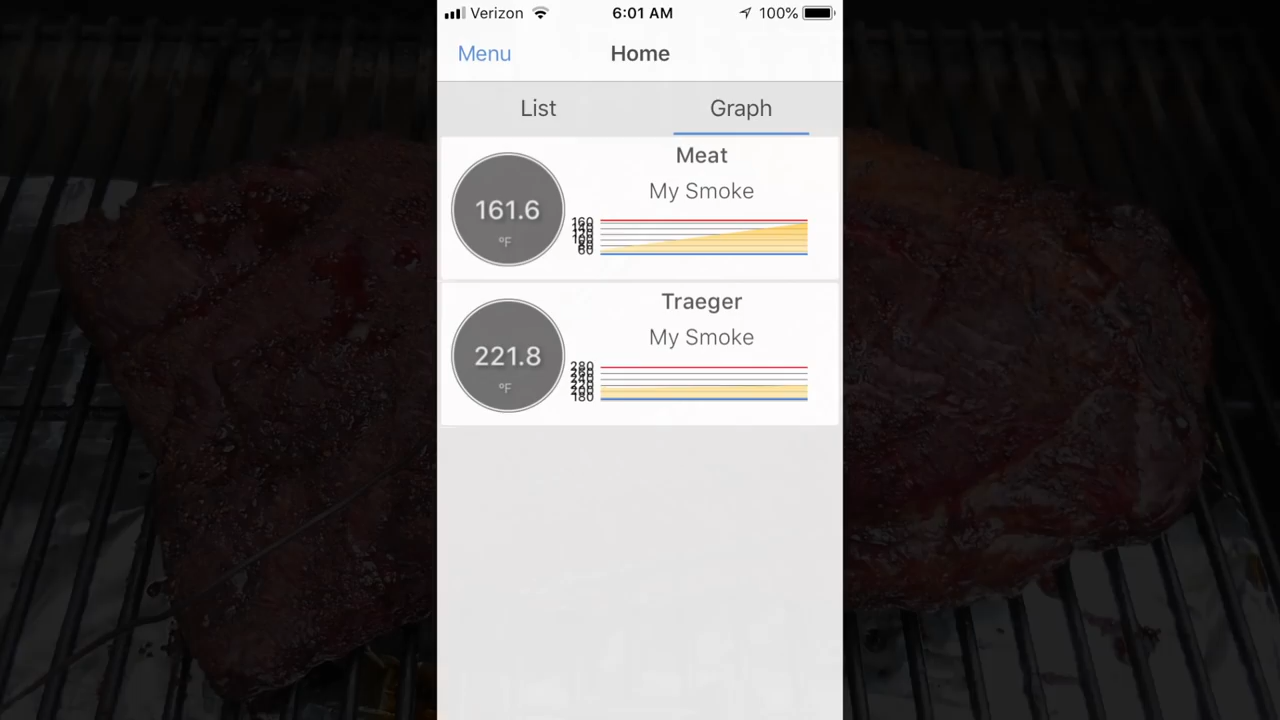 Verizon 6:01 AM 100%
Menu Home
List Graph
Meat
My Smoke
161.6
°F
160
60
Traeger
My Smoke
221.8
°F
280
180